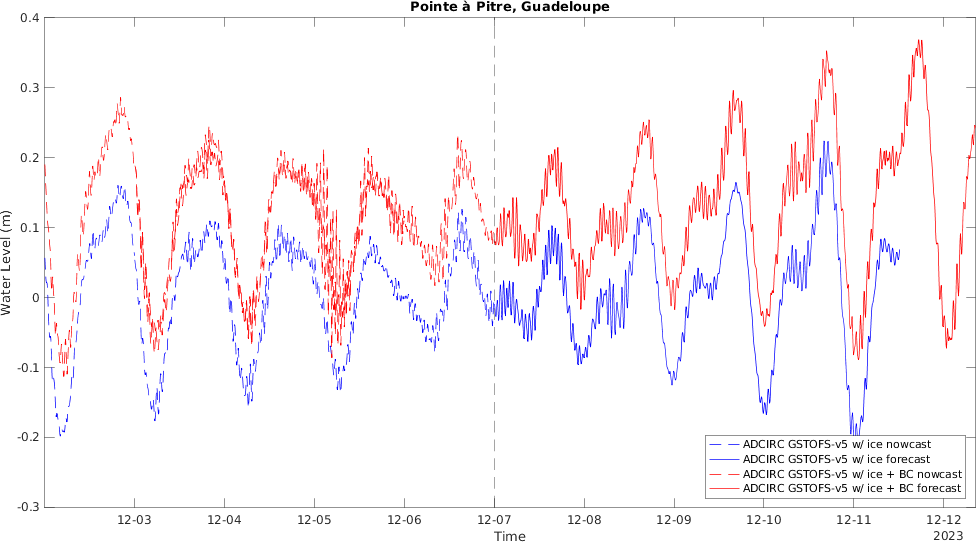 Pointe à Pitre, Guadeloupe
0.4
0.3
0.2
0.1
0
-0.1
-0.2
-0.3
Water Level (m)
ADCIRC GSTOFS-v5 w/ ice nowcast
ADCIRC GSTOFS-v5 w/ ice forecast
ADCIRC GSTOFS-v5 w/ ice + BC nowcast
ADCIRC GSTOFS-v5 w/ ice + BC forecast
12-03 12-04 12-05 12-06 12-07 12-08 12-09 12-10 12-11 12-12
Time
2023